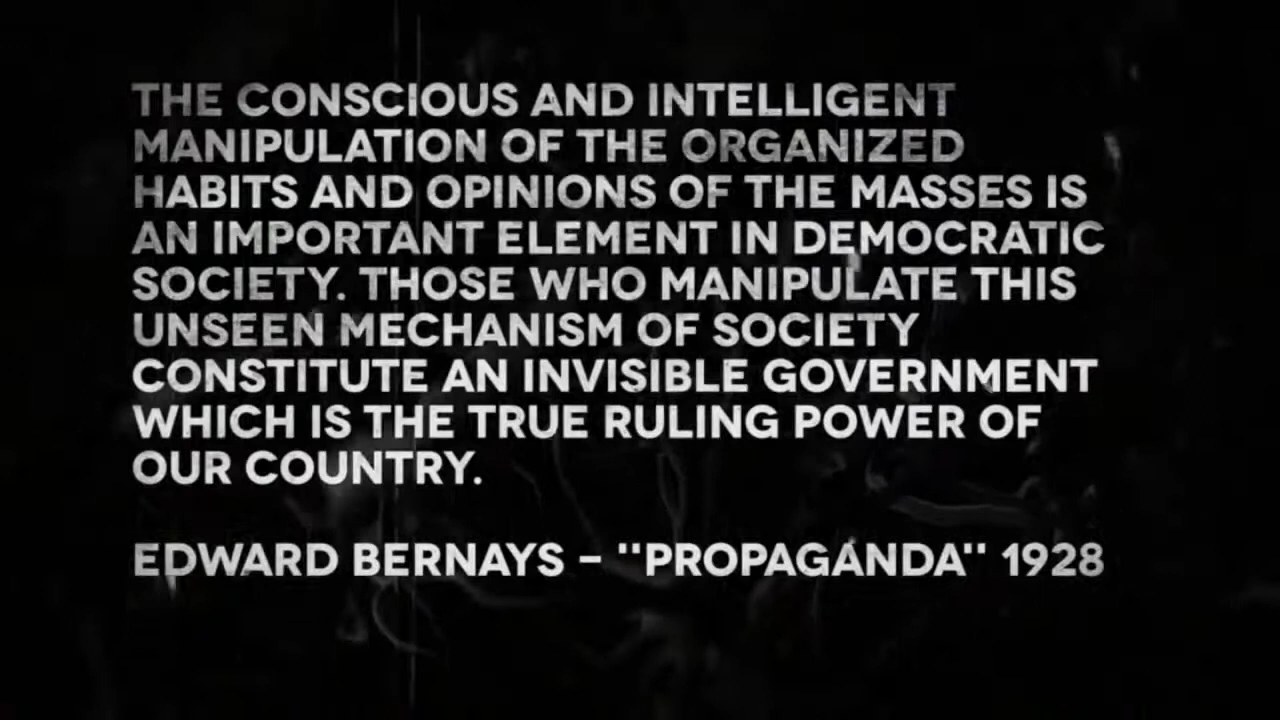 THE CONSCIOUS AND INTELLIGENT
MANIPULATION OF THE ORGANIZED
HABITS AND OPINIONS OF THE MASSES IS
AN IMPORTANT ELEMENT IN DEMOCRATIC
SOCIETY. THOSE WHO MANIPULATE THIS
UNSEEN MECHANISM OF SOCIETY
CONSTITUTE AN INVISIBLE GOVERNMENT
WHICH IS THE TRUE RULING POWER OF
OUR COUNTRY.
EDWARD BERNAYS – "PROPAGANDA" 1928